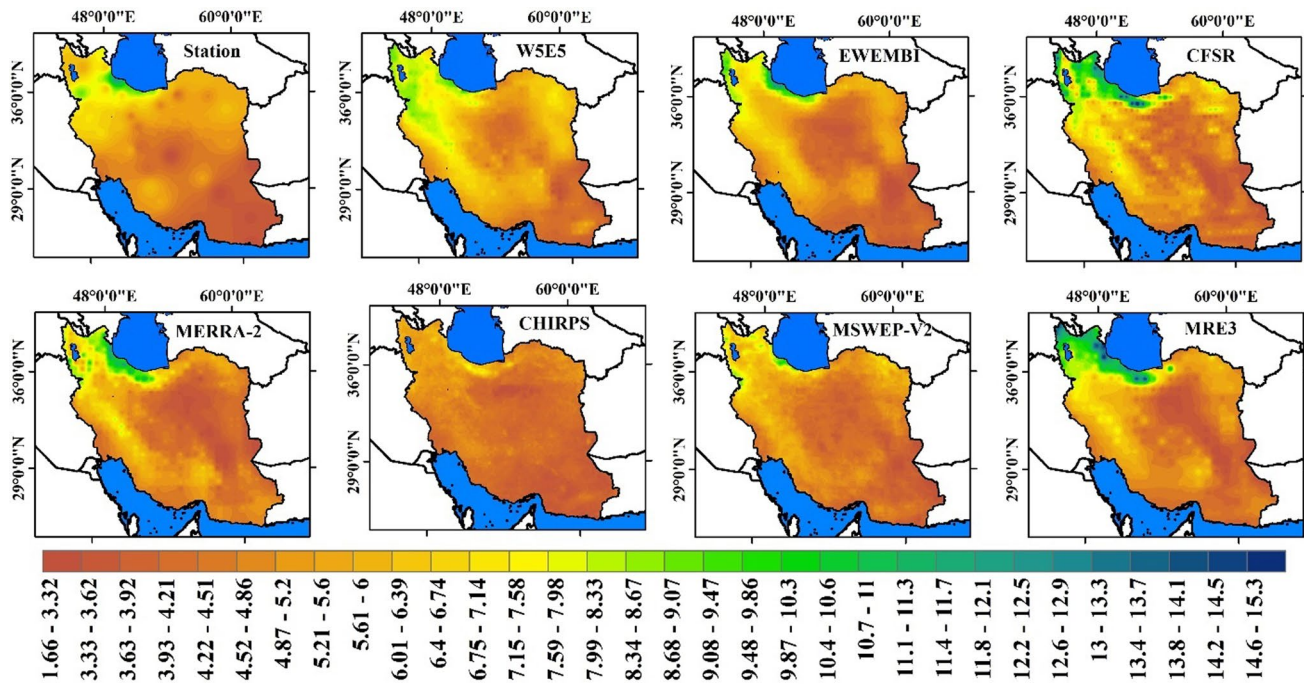 48°0'0"E 60°0'0"E
Station
36°0'0"N
29°0'0"N
48°0'0"E 60°0'0"E
W5E5
36°0'0"N
29°0'0"N
48°0'0"E 60°0'0"E
EWEMBI
36°0'0"N
29°0'0"N
48°0'0"E 60°0'0"E
CFSR
36°0'0"N
29°0'0"N
48°0'0"E 60°0'0"E
MERRA-2
36°0'0"N
29°0'0"N
48°0'0"E 60°0'0"E
CHIRPS
36°0'0"N
29°0'0"N
48°0'0"E 60°0'0"E
MSWEP-V2
36°0'0"N
29°0'0"N
48°0'0"E 60°0'0"E
MRE3
36°0'0"N
29°0'0"N
1.66 - 3.32
3.33 - 3.62
3.63 - 3.92
3.93 - 4.21
4.22 - 4.51
4.52 - 4.86
4.87 - 5.2
5.21 - 5.6
5.61 - 6
6.01 - 6.39
6.4 - 6.74
6.75 - 7.14
7.15 - 7.58
7.59 - 7.98
7.99 - 8.33
8.34 - 8.67
8.68 - 9.07
9.08 - 9.47
9.48 - 9.86
9.87 - 10.3
10.4 - 10.6
10.7 - 11
11.1 - 11.3
11.4 - 11.7
11.8 - 12.1
12.2 - 12.5
12.6 - 12.9
13 - 13.3
13.4 - 13.7
13.8 - 14.1
14.2 - 14.5
14.6 - 15.3